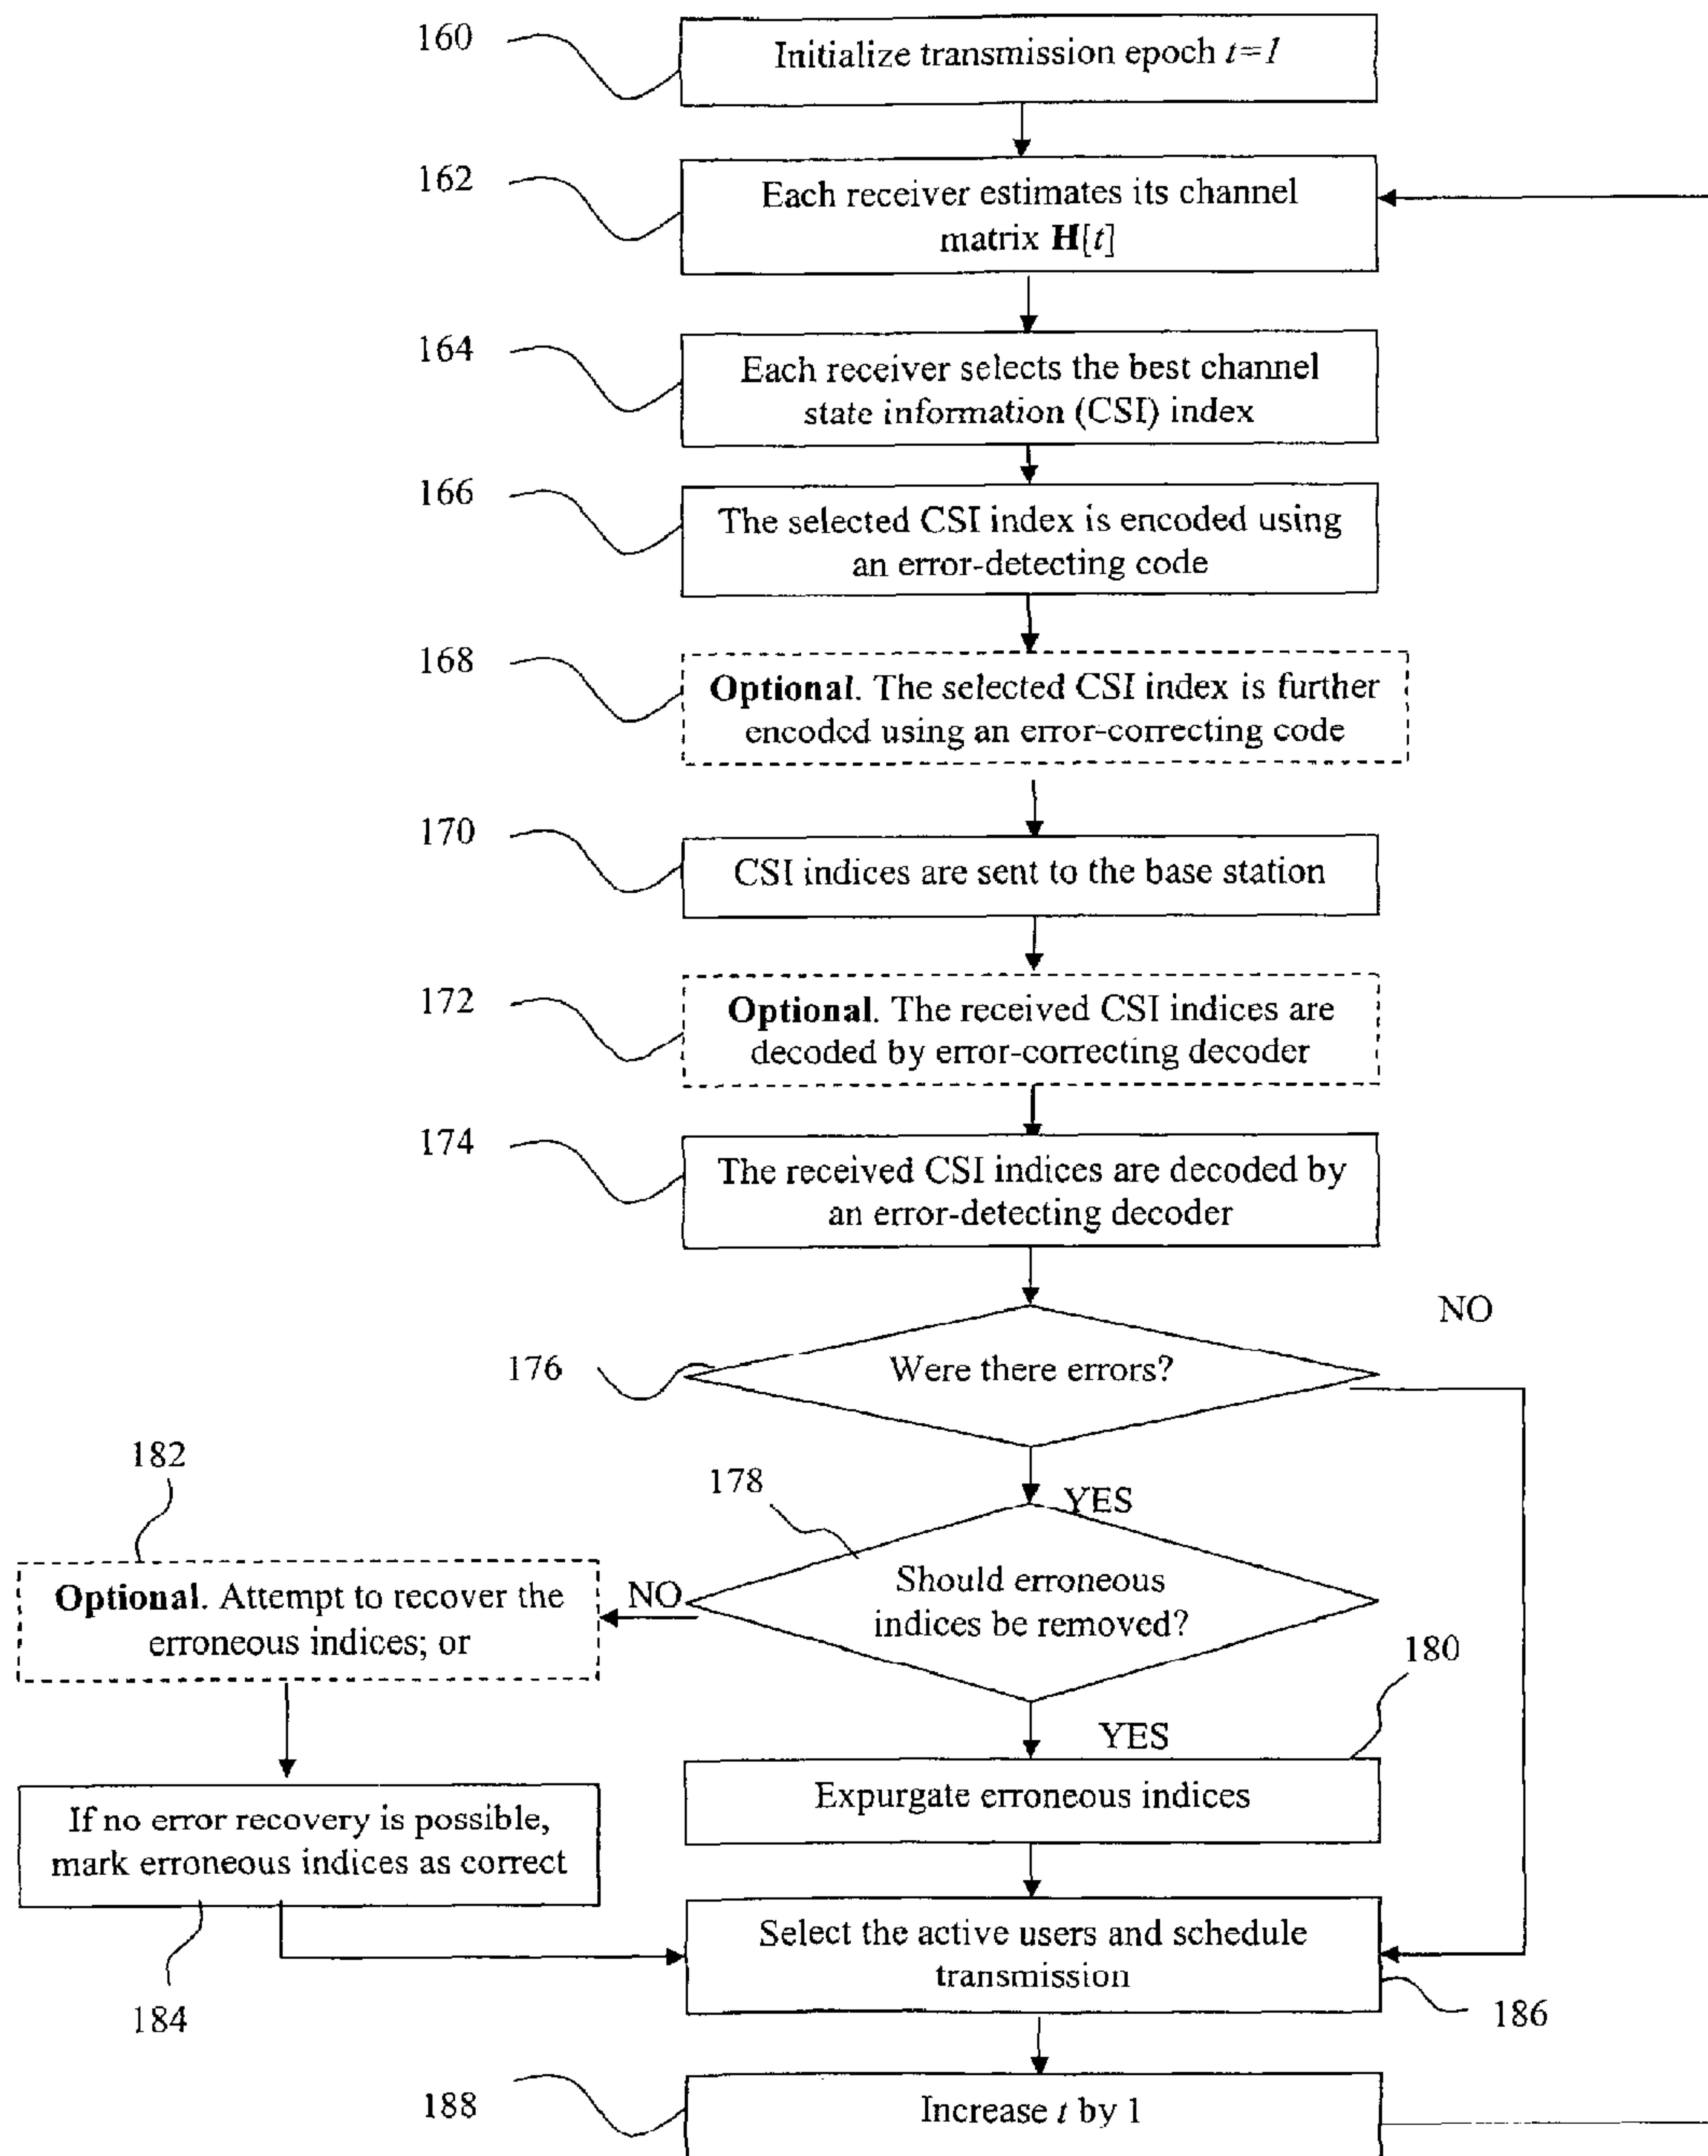 160
Initialize transmission epoch t=1
162
Each receiver estimates its channel
matrix H[t]
164
Each receiver selects the best channel
state information (CSI) index
166
The selected CSI index is encoded using
an error-detecting code
168
Optional. The selected CSI index is further
encoded using an error-correcting code
170
CSI indices are sent to the base station
172
Optional. The received CSI indices are
decoded by error-correcting decoder
174
The received CSI indices are decoded by
an error-detecting decoder
NO
176
Were there errors?
182
178
YES
Optional. Attempt to recover the
erroneous indices; or
NO
Should erroneous
indices be removed?
180
YES
If no error recovery is possible,
mark erroneous indices as correct
Expurgate erroneous indices
184
Select the active users and schedule
transmission
186
188
Increase t by 1